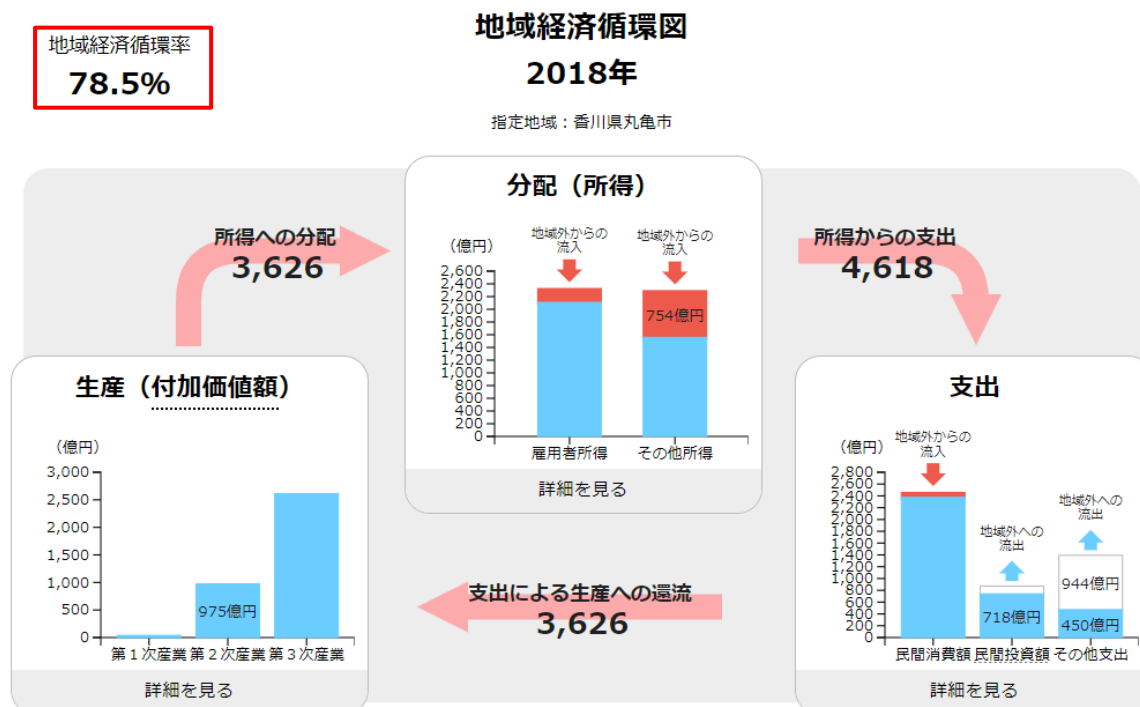 地域経済循環率
78.5%
地域経済循環図
2018年
指定地域：香川県丸亀市
所得への分配
3,626
分配（所得）
（億円）
地域外からの
流入
地域外からの
流入
2,600
2,400
2,200
2,000
1,800
1,600
1,400
1,200
1,000
800
600
400
200
0
754億円
雇用者所得
その他所得
詳細を見る
所得からの支出
4,618
生産（付加価値額）
（億円）
3,000
2,500
2,000
1,500
1,000
500
0
975億円
第１次産業
第２次産業
第３次産業
詳細を見る
支出による生産への還流
3,626
支出
（億円）
地域外からの
流入
地域外への
流出
地域外への
流出
2,800
2,600
2,400
2,200
2,000
1,800
1,600
1,400
1,200
1,000
800
600
400
200
0
718億円
944億円
450億円
民間消費額
民間投資額
その他支出
詳細を見る